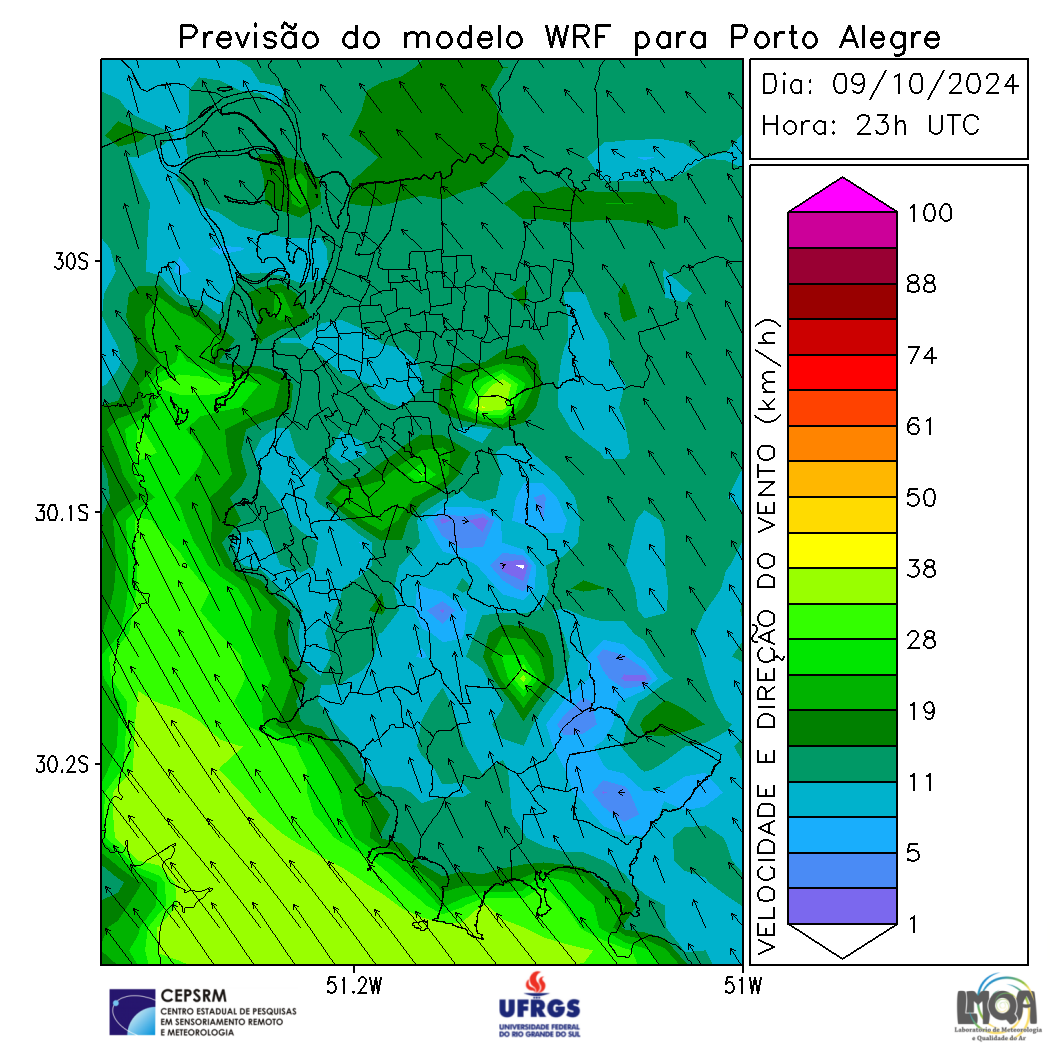 Previsão do modelo WRF para Porto Alegre
Dia: 09/10/2024
Hora: 23h UTC
30S
30.1S
30.2S
51.2W
51W
VELOCIDADE E DIREÇÃO DO VENTO (km/h)
100
88
74
61
50
38
28
19
11
5
1
CEPSRM
CENTRO ESTADUAL DE PESQUISAS
EM SENSORIAMENTO REMOTO
E METEOROLOGIA
UFRGS
UNIVERSIDADE FEDERAL
DO RIO GRANDE DO SUL
LMQA
Laboratório de Meteorologia
e Qualidade do Ar